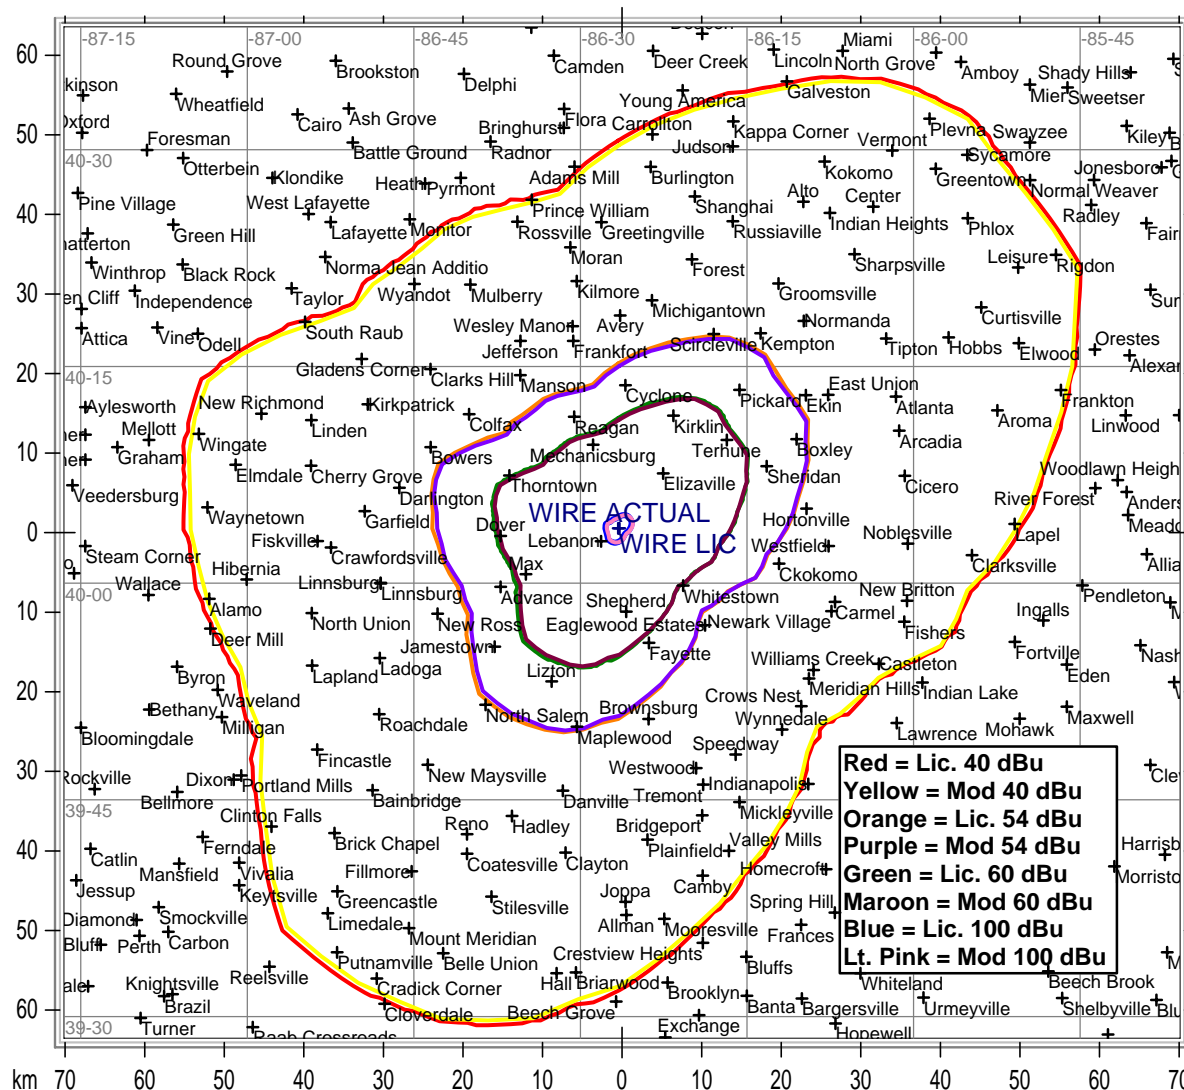 -87-15
-87-00
-86-45
-86-30
-86-15
-86-00
-85-45
60
Round Grove
Brookston
Delphi
Camden
Deer Creek
Lincoln
Miami
North Grove
Amboy
Shady Hills
Mier
Sweetser
Wheatfield
Cairo
Ash Grove
Young America
Galveston
50
Foresman
Bringhurst
Flora
Carrollton
Kappa Corner
Vermont
Plevna
Swayzee
Kiley
40-30
Otterbein
Battle Ground
Radnor
Judson
Sycamore
Jonesboro
Klondike
Heath
Pyrmont
Adams Mill
Burlington
Kokomo
Greentown
Normal
Weaver
40
Pine Village
West Lafayette
Prince William
Shanghai
Alto
Center
Radley
Green Hill
Lafayette
Monitor
Rossville
Greetingville
Russiaville
Indian Heights
Phlox
Winthrop
Black Rock
Norma Jean Additio
Moran
Forest
Sharpsville
Leisure
Rigdon
30
Independence
Taylor
Wyandot
Mulberry
Kilmore
Michigantown
Groomsville
Curtisville
Attica
Vine
Odell
South Raub
Wesley Manor
Avery
Normanda
Orestes
Jefferson
Frankfort
Scircleville
Kempton
Tipton
Hobbs
Elwood
40-15
20
Gladens Corner
Clarks Hill
Manson
Cyclone
Pickard
Ekin
East Union
Atlanta
Frankton
Aylesworth
New Richmond
Kirkpatrick
Colfax
Reagan
Kirklin
Aroma
Linwood
Mellott
Wingate
Linden
10
Graham
Elmdale
Cherry Grove
Bowers
Mechanicsburg
Terhune
Boxley
Arcadia
Thorntown
Elizaville
Sheridan
Cicero
Veedersburg
Darlington
River Forest
Waynetown
Garfield
WIRE ACTUAL
Hortonville
0
Fiskville
Dover
Lebanon
WIRE LIC
Westfield
Noblesville
Lapel
Steam Corner
Crawfordsville
Max
Clarksville
Wallace
Hibernia
Linnsburg
Linnsburg
Advance
Whitestown
Ckokomo
40-00
Pendleton
10
Alamo
North Union
New Ross
Shepherd
New Britton
Carmel
Ingalls
Deer Mill
Jamestown
Eaglewood Estates
Newark Village
Fishers
Fortville
Byron
Lapland
Ladoga
Fayette
Williams Creek
Castleton
Eden
20
Waveland
Lizton
Meridian Hills
Indian Lake
Bethany
Milligan
Roachdale
North Salem
Brownsburg
Crows Nest
Wynnedale
Lawrence
Mohawk
Maxwell
Bloomingdale
Maplewood
Speedway
30
Rockville
Dixon
Portland Mills
Fincastle
New Maysville
Westwood
Indianapolis
Bellmore
Bainbridge
Danville
Tremont
Mickleyville
39-45
Clinton Falls
Reno
Hadley
Bridgeport
Valley Mills
40
Catlin
Ferndale
Brick Chapel
Coatesville
Clayton
Plainfield
Homecroft
Mansfield
Vivalia
Fillmore
Jessup
Keytsville
Greencastle
Stilesville
Joppa
Camby
Spring Hill
Diamond
Smockville
Limedale
Allman
Mooresville
50
Bluff
Perth
Carbon
Mount Meridian
Crestview Heights
Frances
Reelsville
Putnamville
Belle Union
Hall
Briarwood
Bluffs
Whiteland
Beech Brook
Knightsville
Brazil
Cradick Corner
Brooklyn
60
Cloverdale
Beech Grove
Banta
Bargersville
Urmeyville
Shelbyville
39-30
Turner
Exchange
Hopewell
Red = Lic. 40 dBu
Yellow = Mod 40 dBu
Orange = Lic. 54 dBu
Purple = Mod 54 dBu
Green = Lic. 60 dBu
Maroon = Mod 60 dBu
Blue = Lic. 100 dBu
Lt. Pink = Mod 100 dBu
km
70 60 50 40 30 20 10 0 10 20 30 40 50 60 70
km